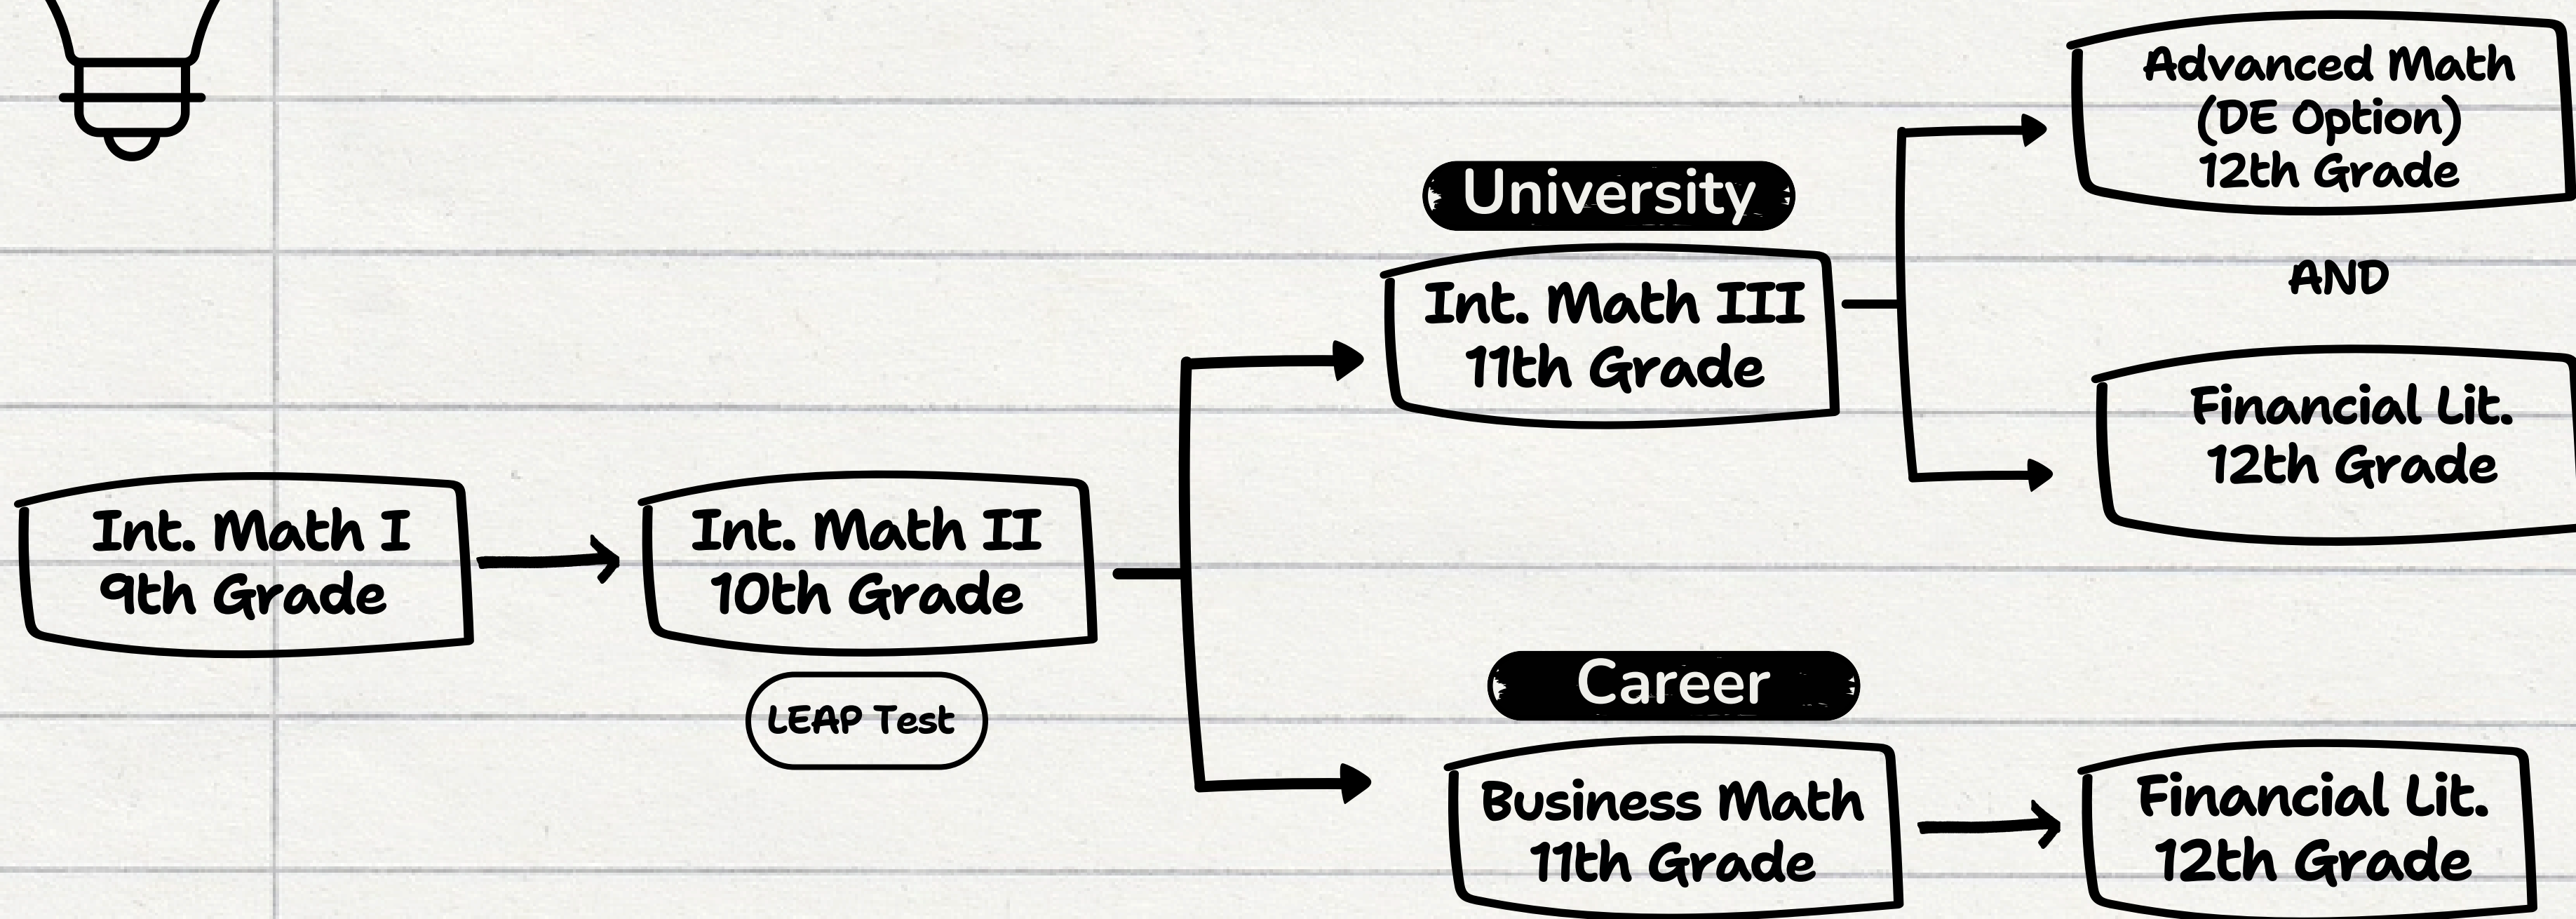 Advanced Math
(DE Option)
12th Grade
University
AND
Int. Math III
11th Grade
Financial Lit.
12th Grade
Int. Math I
9th Grade
Int. Math II
10th Grade
LEAP Test
Career
Business Math
11th Grade
Financial Lit.
12th Grade